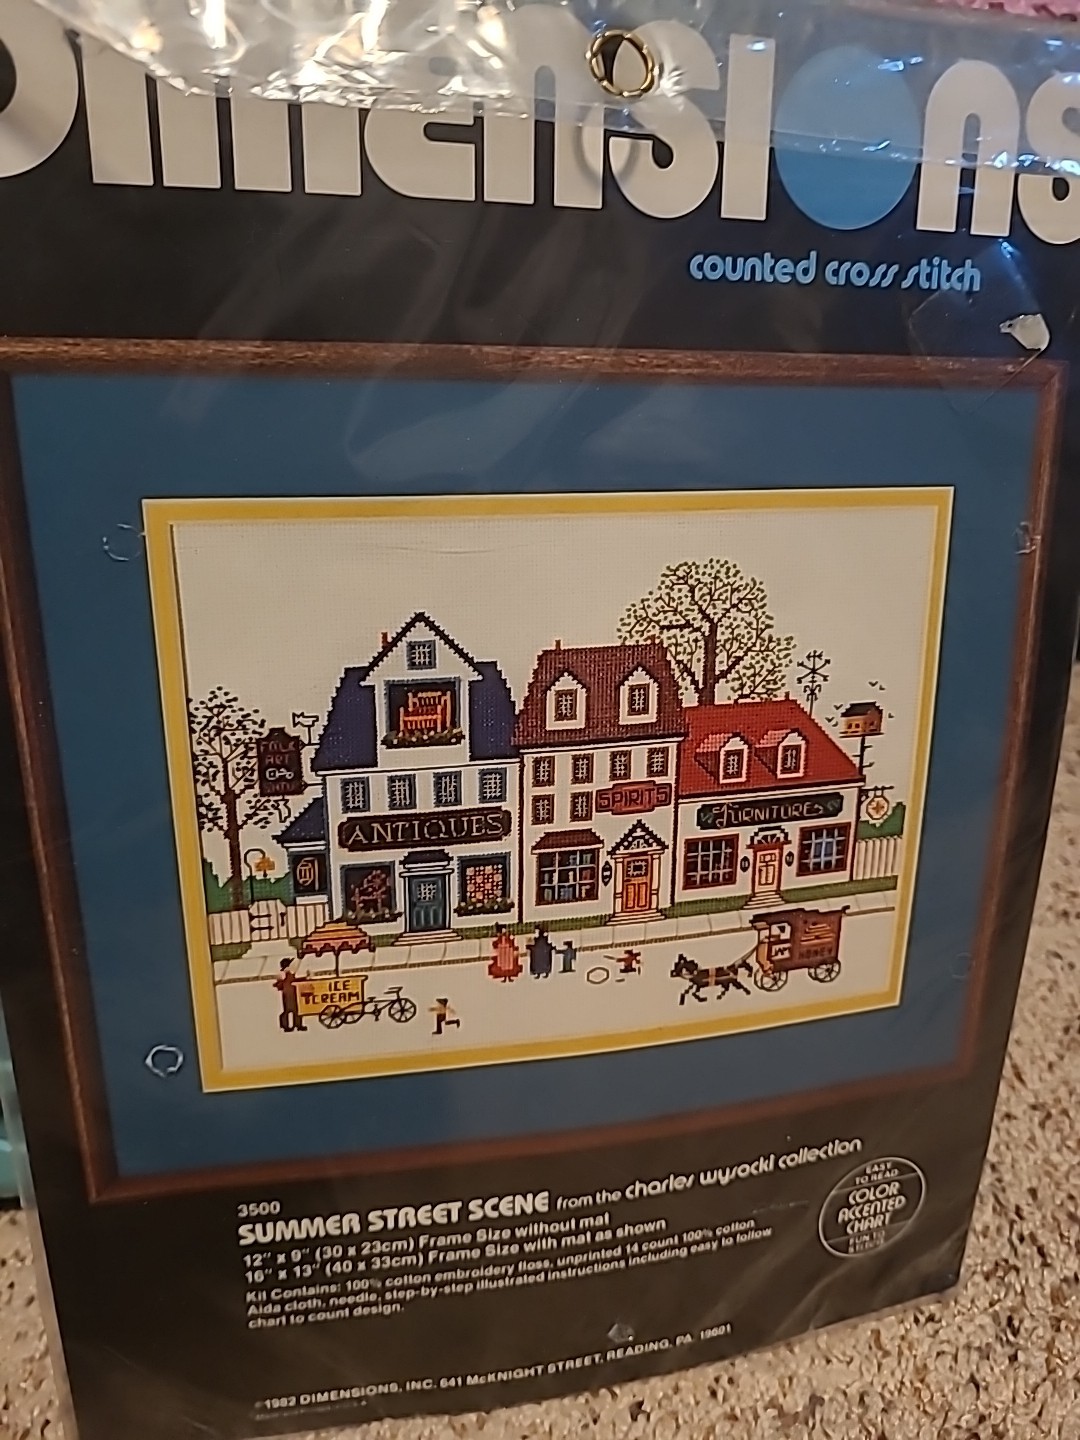 DIMENSIONS
counted cross stitch
FOLK
ART
ANTIQUES
SPIRITS
FURNITURES
ICE
CREAM
HONEY
3500
SUMMER STREET SCENE from the charles wysocki collection
12" x 9" (30 x 23cm) Frame Size without mat
16" x 13" (40 x 33cm) Frame Size with mat as shown
Kit Contains: 100% cotton embroidery floss, unprinted 14 count 100% cotton
Aida cloth, needle, step-by-step illustrated instructions including easy to follow
chart to count design.
EASY
TO READ
COLOR
ACCENTED
CHART
FUN TO
©1982 DIMENSIONS, INC. 641 McKNIGHT STREET, READING, PA. 19601